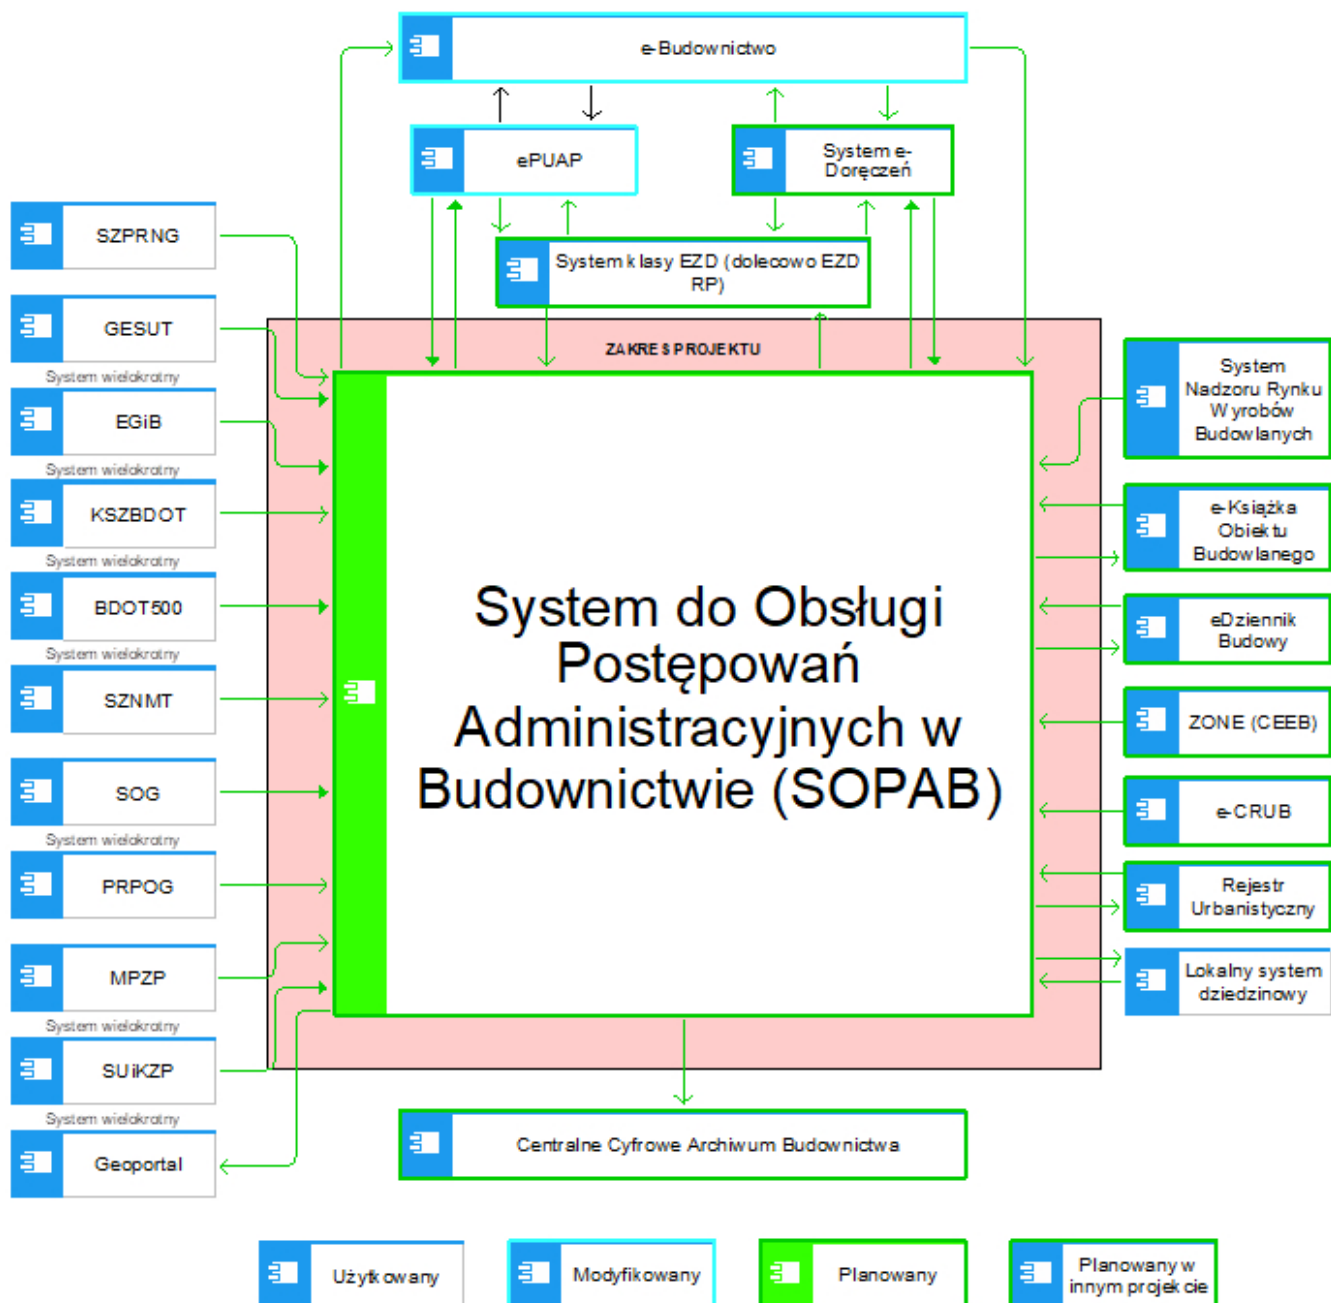 e-Budownictwo
ePUAP
System e-
Doręczeń
System klasy EZD (dolecowo EZD
RP)
SZPRNG
GESUT
System wielokrotny
EGiB
System wielokrotny
KSZBDOT
System wielokrotny
BDOT500
System wielokrotny
SZNMT
SOG
System wielokrotny
PRPOG
MPZP
System wielokrotny
SUiKZP
System wielokrotny
Geoportal
ZAKRES PROJEKTU
System do Obsługi
Postępowań
Administracyjnych w
Budownictwie (SOPAB)
System
Nadzoru Rynku
Wyrobów
Budowlanych
e-Książka
Obiektu
Budowlanego
eDziennik
Budowy
ZONE (CEEB)
e-CRUB
Rejestr
Urbanistyczny
Lokalny system
dziedzinowy
Centralne Cyfrowe Archiwum Budownictwa
Użytkowany
Modyfikowany
Planowany
Planowany w
innym projekcie